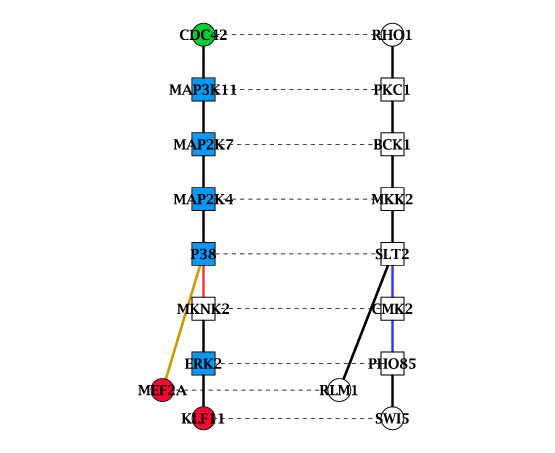 CDC42 RHO1
MAP3K11 PKC1
MAP2K7 BCK1
MAP2K4 MKK2
P38 SLT2
MKNK2 CMK2
ERK2 PHO85
MEF2A RLM1
KLF11 SWI5